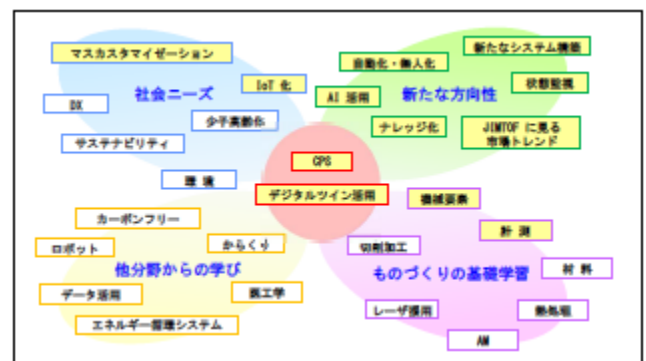 マスカスタマイゼーション
IoT 化
DX
社会ニーズ
少子高齢化
サステナビリティ
環 境
新たなシステム構築
自動化・無人化
状態監視
AI 活用
新たな方向性
ナレッジ化
JIMTOF に見る
市場トレンド
CPS
デジタルツイン活用
カーボンフリー
ロボット
からくり
他分野からの学び
データ活用
医工学
エネルギー循環システム
機械要素
計 測
切削加工
ものづくりの基礎学習
材 料
レーザ援用
熱処理
AM